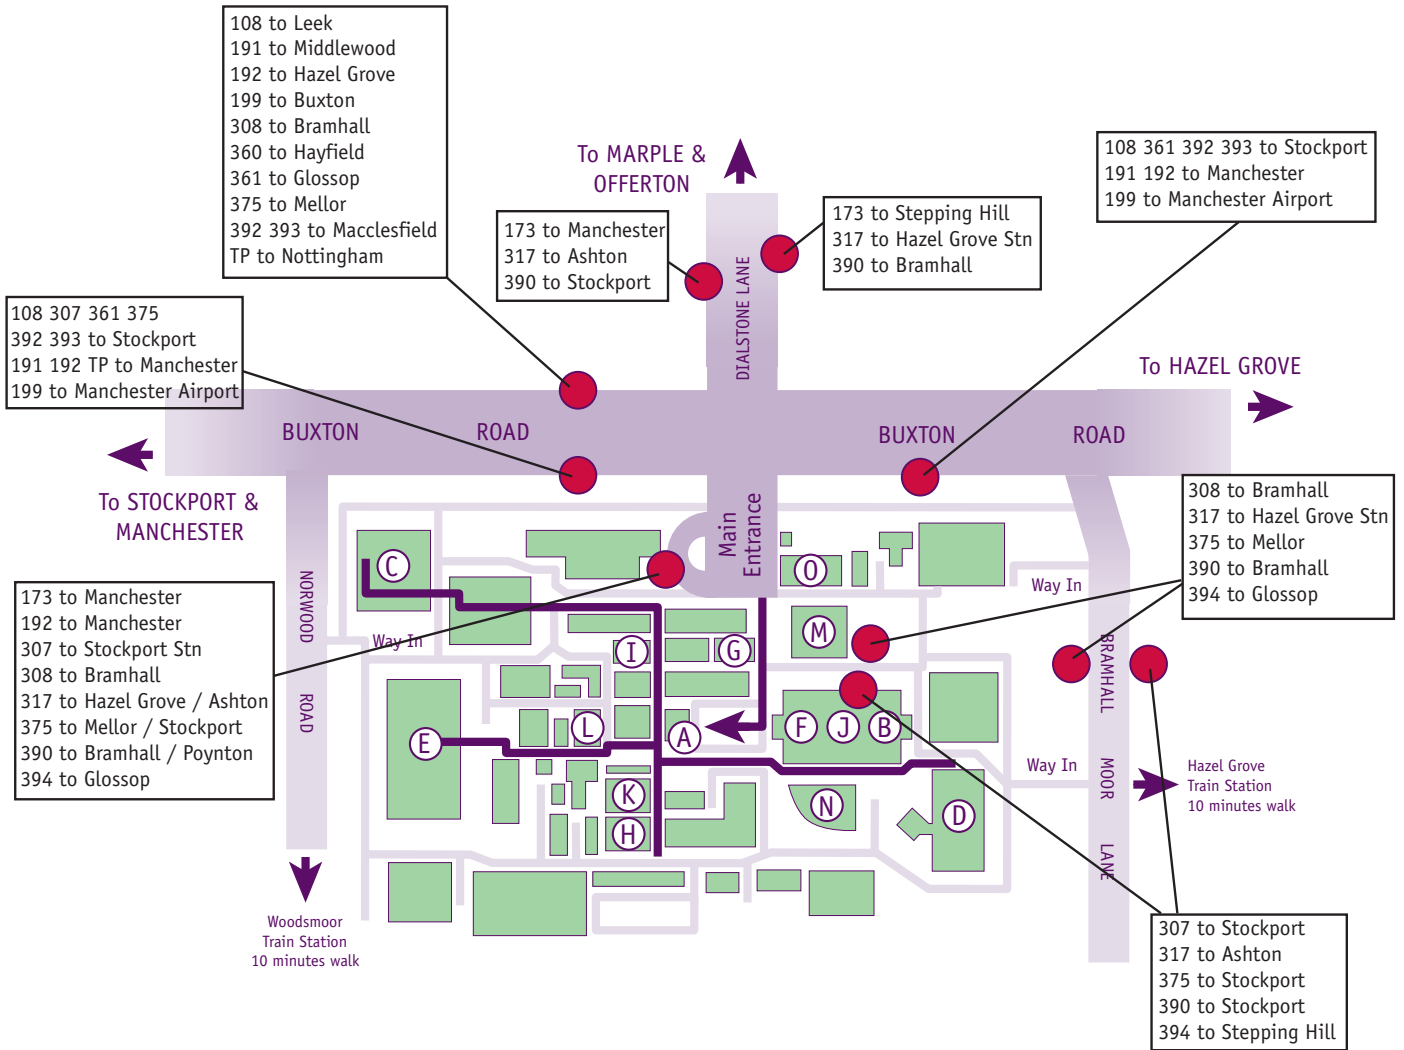 108 to Leek
191 to Middlewood
192 to Hazel Grove
199 to Buxton
308 to Bramhall
360 to Hayfield
361 to Glossop
375 to Mellor
392 393 to Macclesfield
TP to Nottingham
To MARPLE &
OFFERTON
173 to Manchester
317 to Ashton
390 to Stockport
173 to Stepping Hill
317 to Hazel Grove Stn
390 to Bramhall
108 361 392 393 to Stockport
191 192 to Manchester
199 to Manchester Airport
108 307 361 375
392 393 to Stockport
191 192 TP to Manchester
199 to Manchester Airport
DIALSTONE LANE
To HAZEL GROVE
BUXTON ROAD
BUXTON ROAD
To STOCKPORT &
MANCHESTER
Main
Entrance
308 to Bramhall
317 to Hazel Grove Stn
375 to Mellor
390 to Bramhall
394 to Glossop
173 to Manchester
192 to Manchester
307 to Stockport Stn
308 to Bramhall
317 to Hazel Grove / Ashton
375 to Mellor / Stockport
390 to Bramhall / Poynton
394 to Glossop
NORWOOD ROAD
Way In
Way In
Way In
BRAMHALL MOOR LANE
C
O
M
I
G
L
A
E
F
J
B
K
H
N
D
Hazel Grove
Train Station
10 minutes walk
Woodsmoor
Train Station
10 minutes walk
307 to Stockport
317 to Ashton
375 to Stockport
390 to Stockport
394 to Stepping Hill